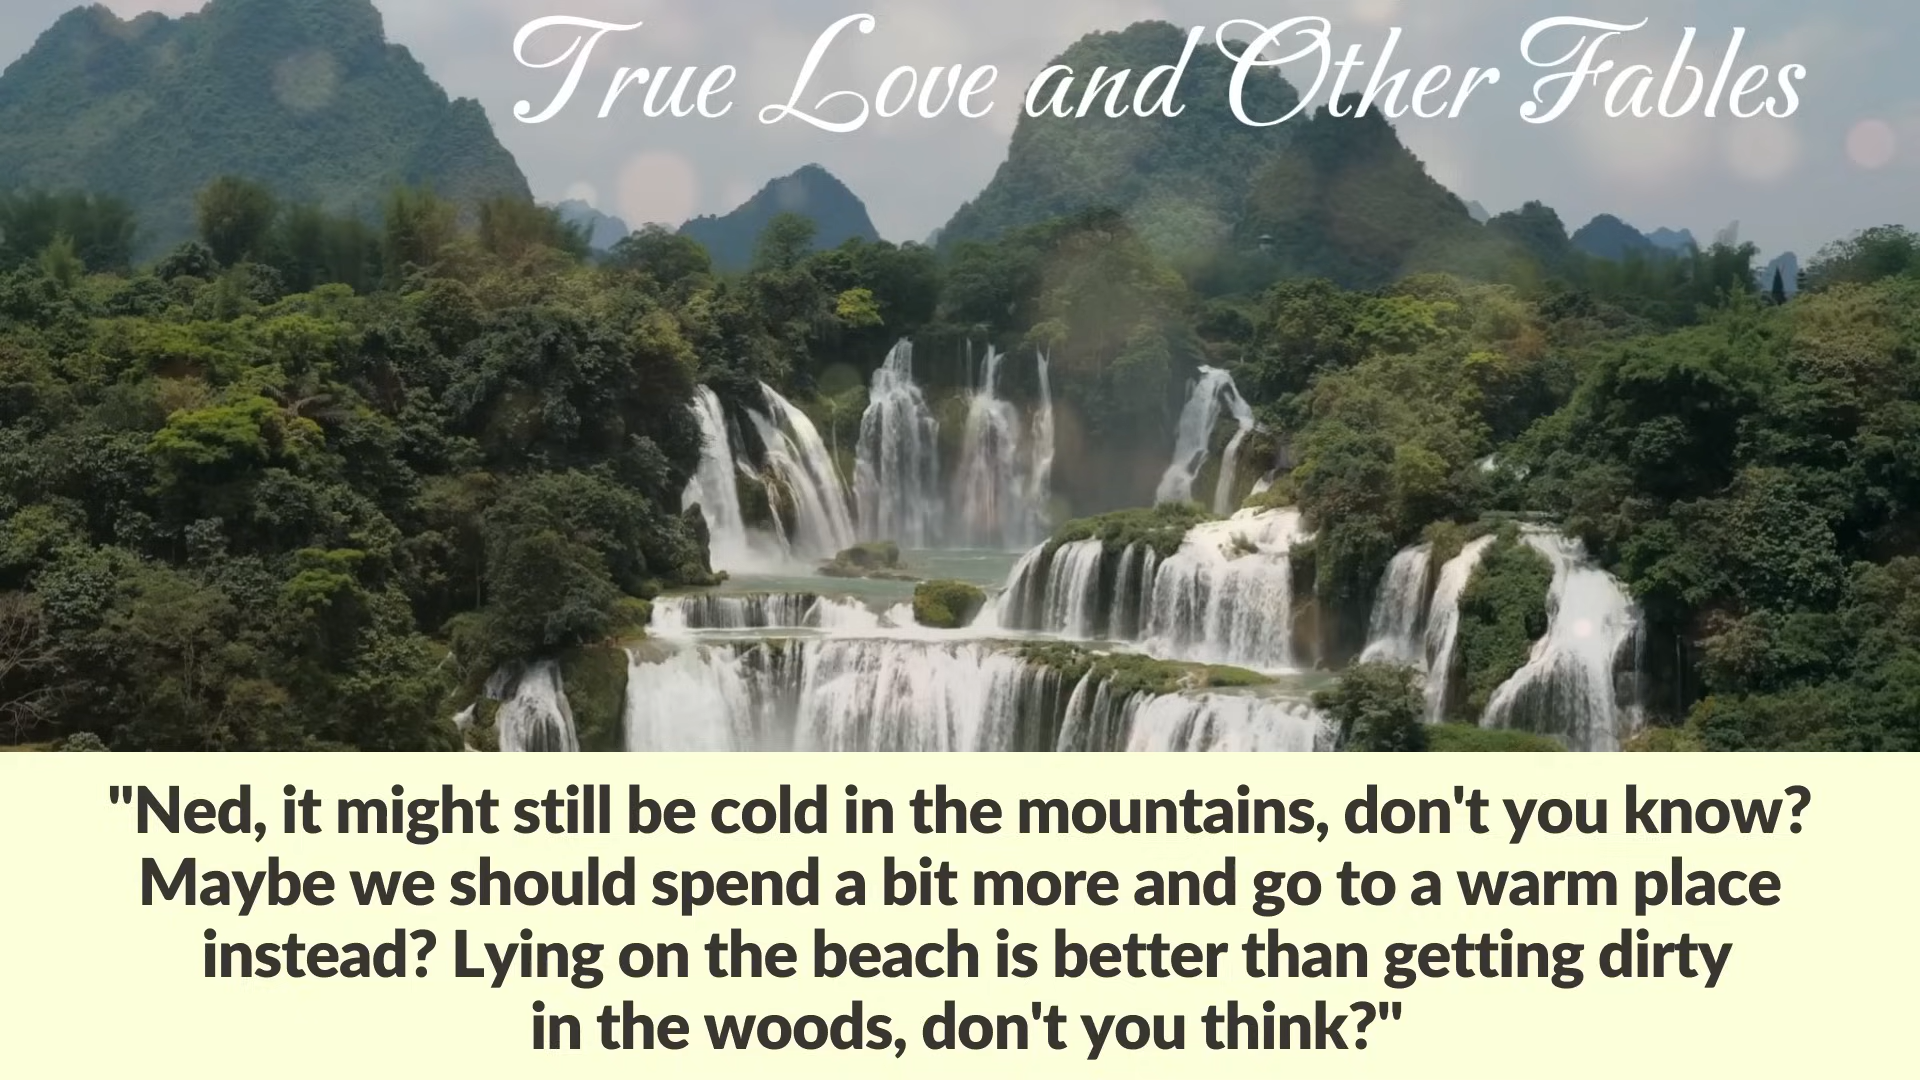 True Love and Other Fables
"Ned, it might still be cold in the mountains, don't you know?
Maybe we should spend a bit more and go to a warm place
instead? Lying on the beach is better than getting dirty
in the woods, don't you think?"